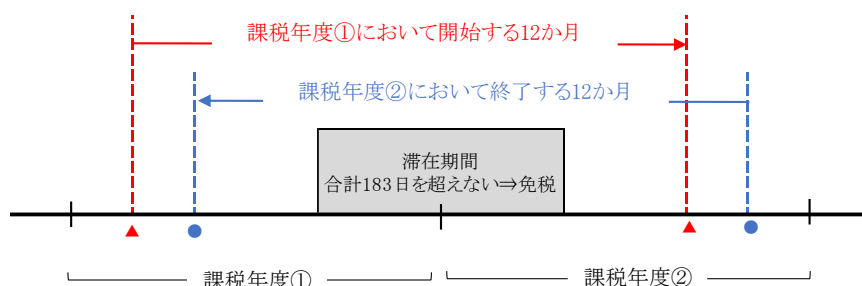 課税年度①において開始する12か月
課税年度②において終了する12か月
滞在期間
合計183日を超えない⇒免税
課税年度①
課税年度②